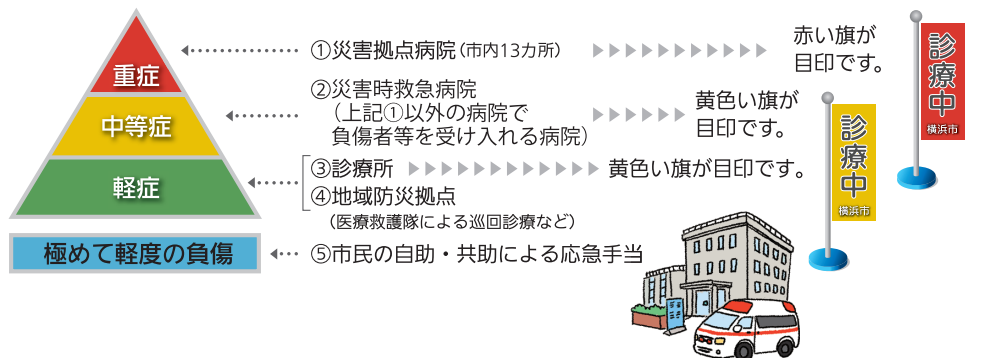 重症
①災害拠点病院（市内13カ所）
赤い旗が
目印です。
中等症
②災害時救急病院
（上記①以外の病院で
負傷者等を受け入れる病院）
黄色い旗が
目印です。
軽症
③診療所
黄色い旗が目印です。
④地域防災拠点
（医療救護隊による巡回診療など）
極めて軽度の負傷
⑤市民の自助・共助による応急手当
診療中
横浜市
診療中
横浜市